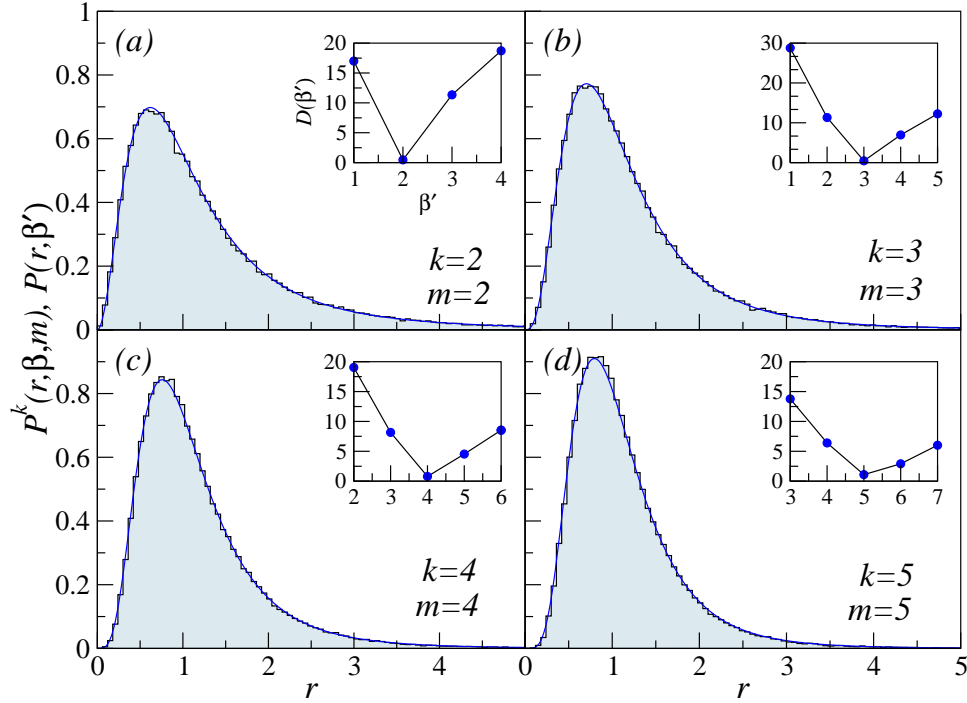 P^k(r,β,m), P(r,β′)
1
0.8
0.6
0.4
0.2
0
(a)
20
15
10
5
0
D(β′)
1 2 3 4
β′
k=2
m=2
(b)
30
20
10
0
1 2 3 4 5
k=3
m=3
0.8
0.6
0.4
0.2
0
(c)
20
15
10
5
0
2 3 4 5 6
k=4
m=4
0 1 2 3 4
r
(d)
20
15
10
5
0
3 4 5 6 7
k=5
m=5
0 1 2 3 4 5
r